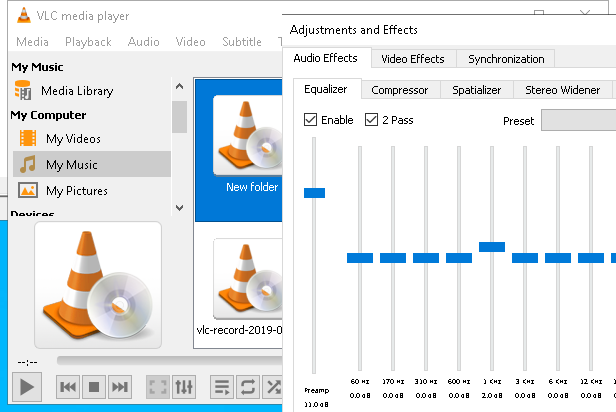 VLC media player
Media Playback Audio Video Subtitle
My Music
Media Library
My Computer
My Videos
My Music
My Pictures
Devices
New folder
vlc-record-2019-0
--:--
Adjustments and Effects
Audio Effects Video Effects Synchronization
Equalizer Compressor Spatializer Stereo Widener
Enable 2 Pass Preset
60 Hz 170 Hz 310 Hz 600 Hz 1 KHz 3 KHz 6 KHz 12 KHz
0.0 dB 0.0 dB 0.0 dB 0.0 dB 2.0 dB 0.0 dB 0.0 dB 0.0 dB
Preamp
11.0 dB